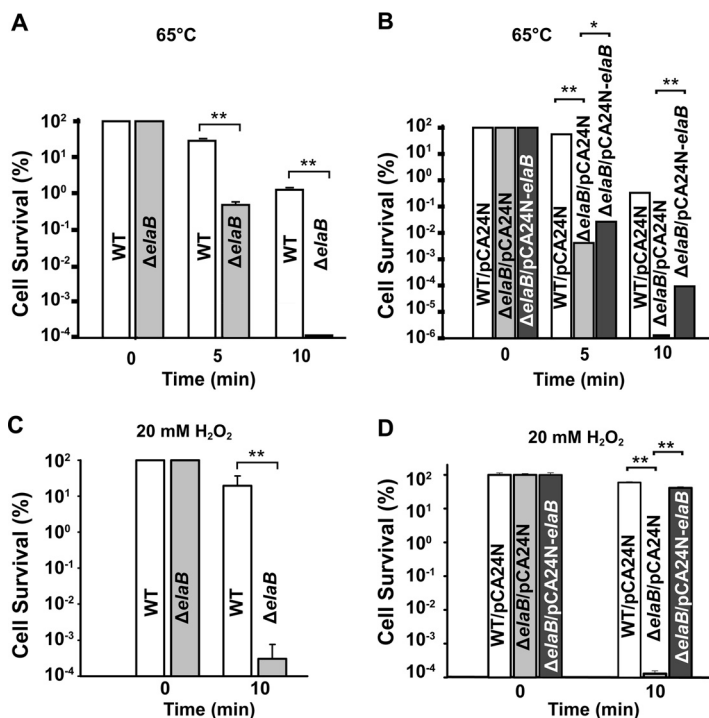 A
65°C
Cell Survival (%)
10²
10¹
10⁰
10⁻¹
10⁻²
10⁻³
10⁻⁴
**
**
WT
ΔelaB
WT
ΔelaB
WT
ΔelaB
0
5
10
Time (min)
B
65°C
Cell Survival (%)
10²
10¹
10⁰
10⁻¹
10⁻²
10⁻³
10⁻⁴
10⁻⁵
10⁻⁶
*
**
**
WT/pCA24N
ΔelaB/pCA24N
ΔelaB/pCA24N-elaB
WT/pCA24N
ΔelaB/pCA24N
ΔelaB/pCA24N-elaB
WT/pCA24N
ΔelaB/pCA24N
ΔelaB/pCA24N-elaB
0
5
10
Time (min)
C
20 mM H₂O₂
Cell Survival (%)
10²
10¹
10⁰
10⁻¹
10⁻²
10⁻³
10⁻⁴
**
WT
ΔelaB
WT
ΔelaB
0
10
Time (min)
D
20 mM H₂O₂
Cell Survival (%)
10²
10¹
10⁰
10⁻¹
10⁻²
10⁻³
10⁻⁴
**
**
WT/pCA24N
ΔelaB/pCA24N
ΔelaB/pCA24N-elaB
WT/pCA24N
ΔelaB/pCA24N
ΔelaB/pCA24N-elaB
0
10
Time (min)